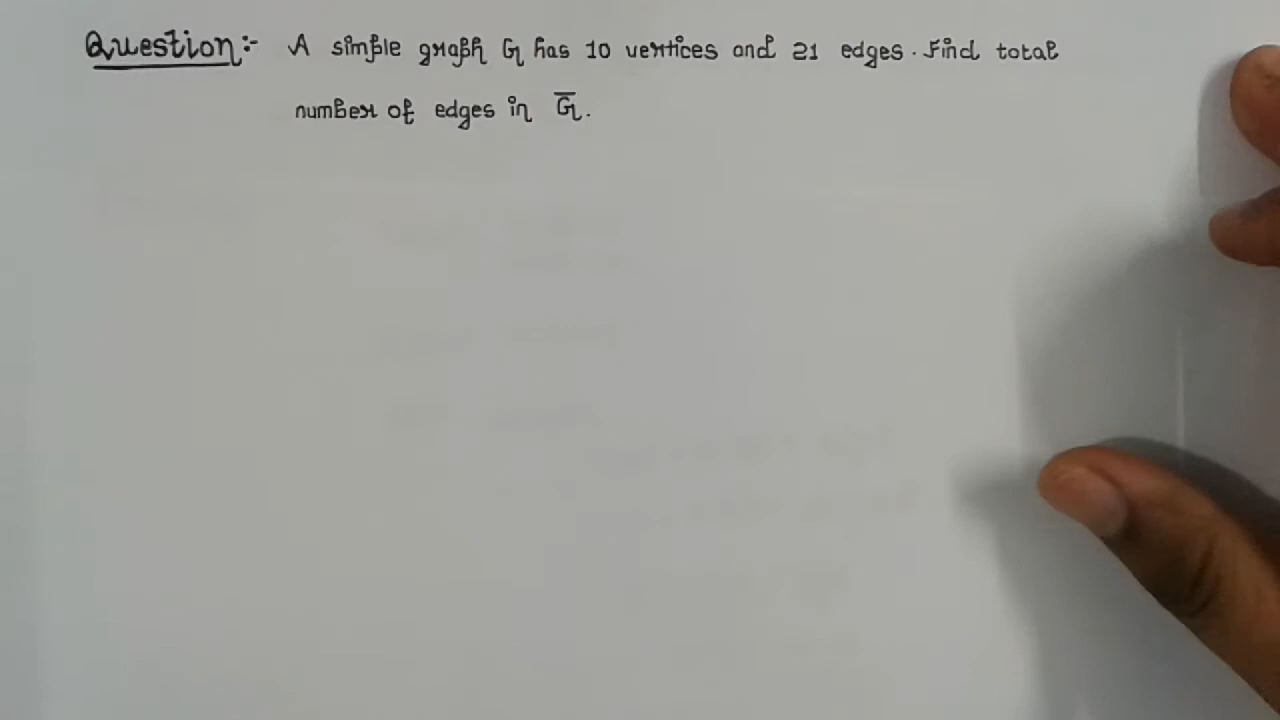 Question:- A simple graph G has 10 vertices and 21 edges. Find total
number of edges in G̅.